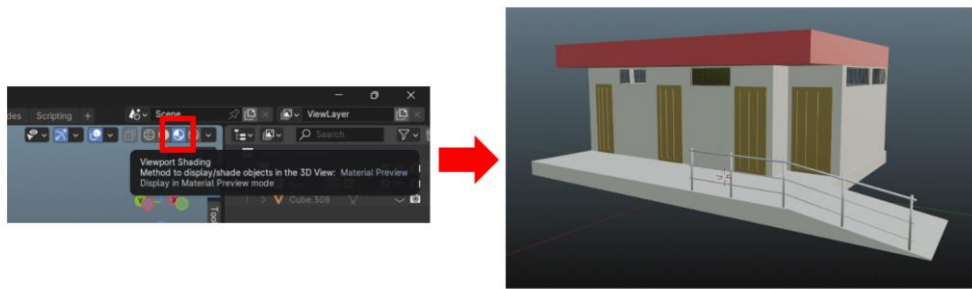 des Scripting +
Scene
ViewLayer
Search
Viewport Shading
Method to display/shade objects in the 3D View: Material Preview
Display in Material Preview mode
Cube.308
Y X
Too